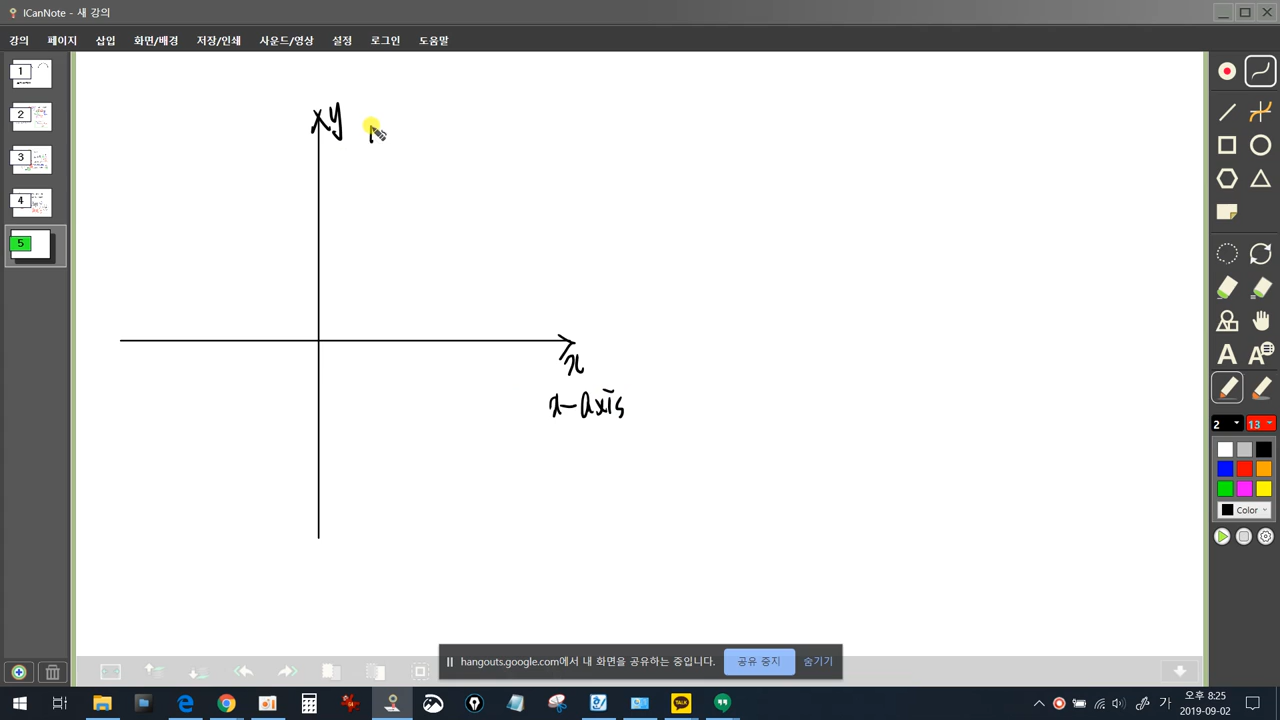 ICanNote - 새 강의
강의 페이지 삽입 화면/배경 저장/인쇄 사운드/영상 설정 로그인 도움말
1
2
3
4
5
y
x
x-axis
A A
2 13
Color
hangouts.google.com에서 내 화면을 공유하는 중입니다. 공유 중지 숨기기
가 오후 8:25
2019-09-02